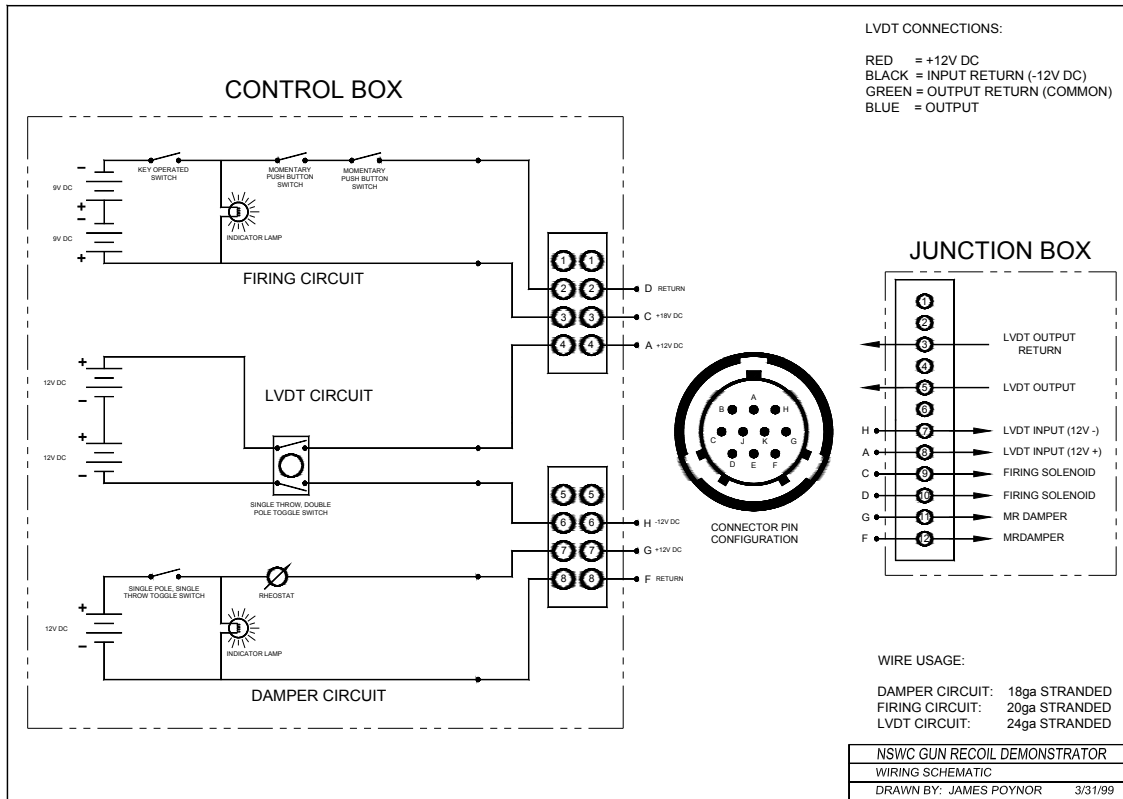 LVDT CONNECTIONS:
RED = +12V DC
BLACK = INPUT RETURN (-12V DC)
GREEN = OUTPUT RETURN (COMMON)
BLUE = OUTPUT
CONTROL BOX
KEY OPERATED
SWITCH
MOMENTARY
PUSH BUTTON
SWITCH
MOMENTARY
PUSH BUTTON
SWITCH
-
9V DC
+
-
9V DC
+
INDICATOR LAMP
FIRING CIRCUIT
1 1
2 2 D RETURN
3 3 C +18V DC
4 4 A +12V DC
+
12V DC
-
+
12V DC
-
LVDT CIRCUIT
SINGLE THROW, DOUBLE
POLE TOGGLE SWITCH
5 5
6 6 H -12V DC
7 7 G +12V DC
8 8 F RETURN
SINGLE POLE, SINGLE
THROW TOGGLE SWITCH
RHEOSTAT
+
12V DC
-
INDICATOR LAMP
DAMPER CIRCUIT
A
B H
C J K G
D E F
CONNECTOR PIN
CONFIGURATION
JUNCTION BOX
1
2
3 LVDT OUTPUT
RETURN
4
5 LVDT OUTPUT
6
H 7 LVDT INPUT (12V -)
A 8 LVDT INPUT (12V +)
C 9 FIRING SOLENOID
D 10 FIRING SOLENOID
G 11 MR DAMPER
F 12 MRDAMPER
WIRE USAGE:
DAMPER CIRCUIT: 18ga STRANDED
FIRING CIRCUIT: 20ga STRANDED
LVDT CIRCUIT: 24ga STRANDED
NSWC GUN RECOIL DEMONSTRATOR
WIRING SCHEMATIC
DRAWN BY: JAMES POYNOR 3/31/99